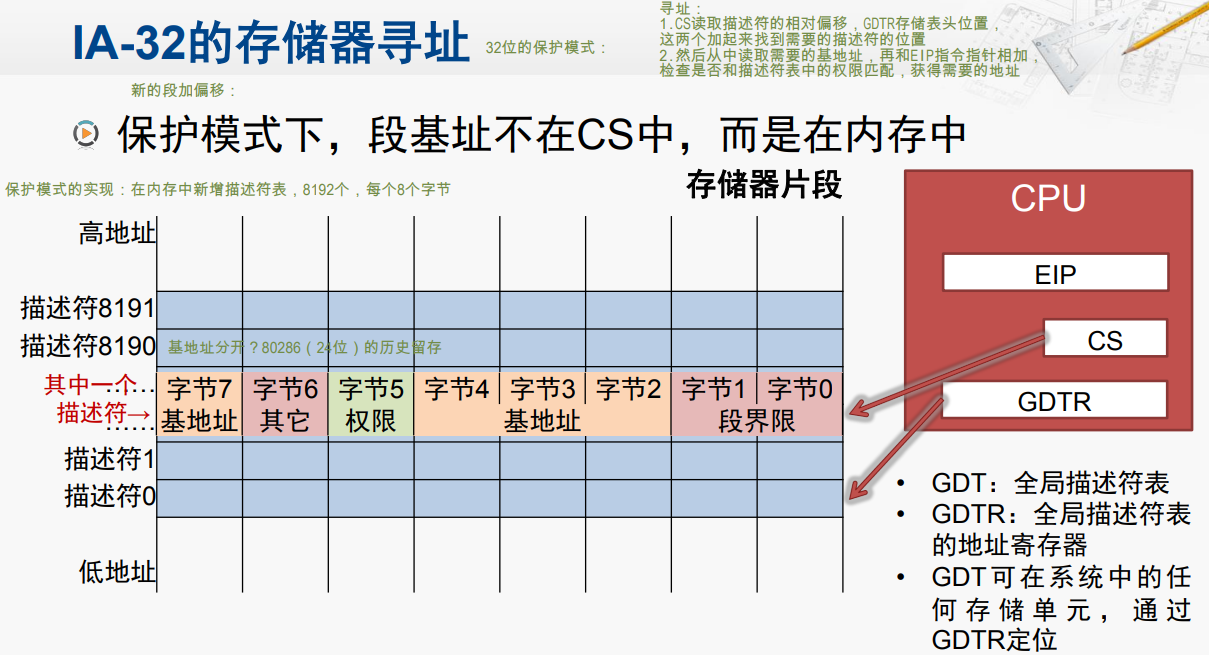 IA-32的存储器寻址
32位的保护模式：
寻址：
1.CS读取描述符的相对偏移，GDTR存储表头位置，
这两个加起来找到需要的描述符的位置
2.然后从中读取需要的基地址，再和EIP指令指针相加，
检查是否和描述符表中的权限匹配，获得需要的地址
新的段加偏移：
保护模式下，段基址不在CS中，而是在内存中
保护模式的实现：在内存中新增描述符表，8192个，每个8个字节
存储器片段
高地址
描述符8191
描述符8190
基地址分开？80286（24位）的历史留存
其中一个……
描述符→……
字节7 字节6 字节5 字节4 字节3 字节2 字节1 字节0
基地址 其它 权限 基地址 段界限
描述符1
描述符0
低地址
CPU
EIP
CS
GDTR
• GDT：全局描述符表
• GDTR：全局描述符表
的地址寄存器
• GDT可在系统中的任
何存储单元，通过
GDTR定位